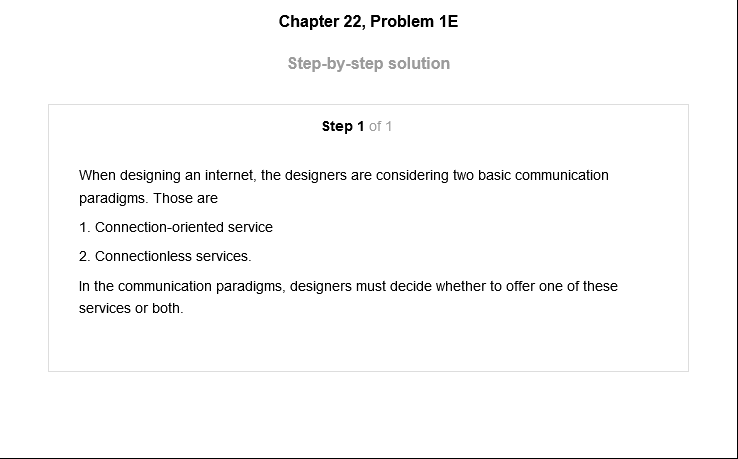 Chapter 22, Problem 1E
Step-by-step solution
Step 1 of 1
When designing an internet, the designers are considering two basic communication
paradigms. Those are
1. Connection-oriented service
2. Connectionless services.
In the communication paradigms, designers must decide whether to offer one of these
services or both.